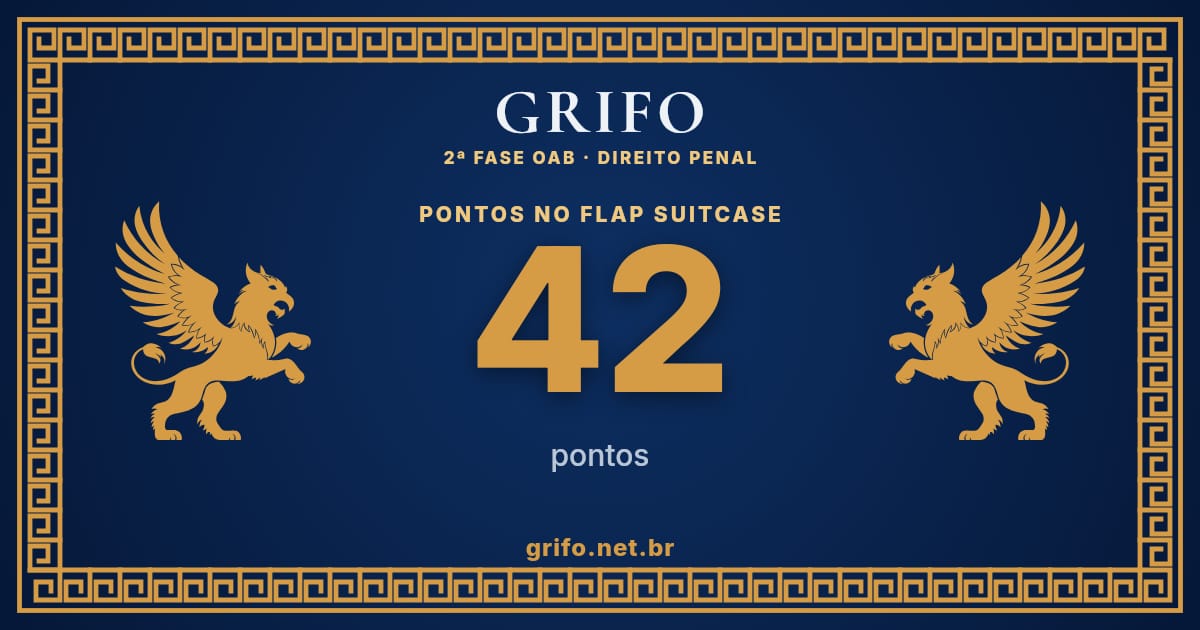 GRIFO
2ª FASE OAB · DIREITO PENAL
PONTOS NO FLAP SUITCASE
42
pontos
grifo.net.br